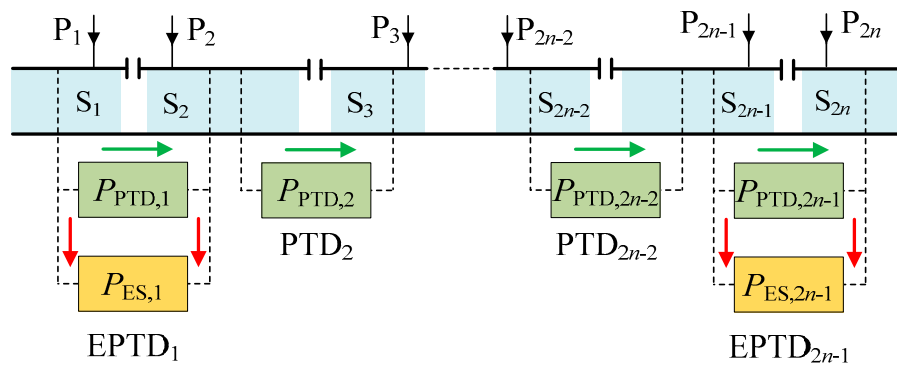 P1 P2 P3 P2n-2 P2n-1 P2n
S1 S2 S3 S2n-2 S2n-1 S2n
PPTD,1 PPTD,2 PPTD,2n-2 PPTD,2n-1
PTD2 PTD2n-2
PES,1 PES,2n-1
EPTD1 EPTD2n-1